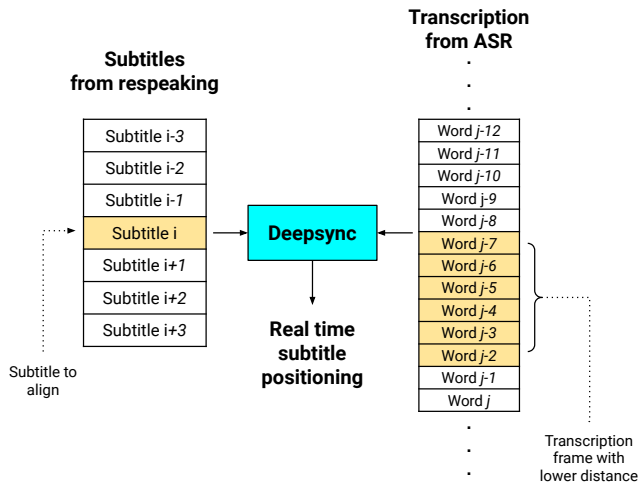 Subtitles
from respeaking
Subtitle i-3
Subtitle i-2
Subtitle i-1
Subtitle i
Subtitle i+1
Subtitle i+2
Subtitle i+3
Subtitle to
align
Deepsync
Real time
subtitle
positioning
Transcription
from ASR
Word j-12
Word j-11
Word j-10
Word j-9
Word j-8
Word j-7
Word j-6
Word j-5
Word j-4
Word j-3
Word j-2
Word j-1
Word j
Transcription
frame with
lower distance